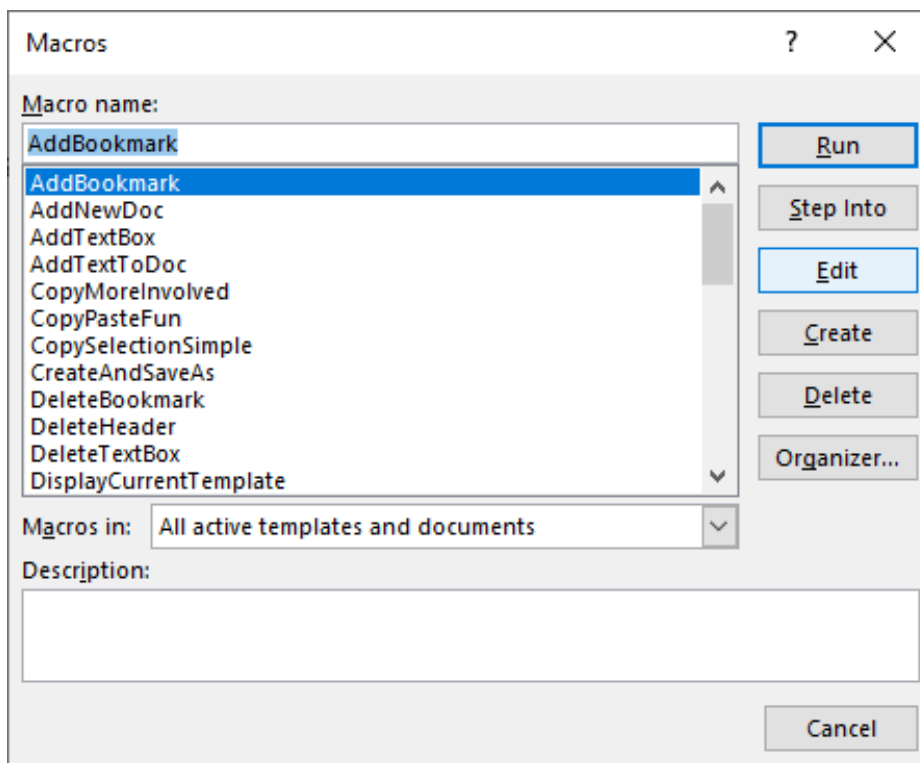 Macros ?
Macro name:
AddBookmark
AddBookmark
AddNewDoc
AddTextBox
AddTextToDoc
CopyMoreInvolved
CopyPasteFun
CopySelectionSimple
CreateAndSaveAs
DeleteBookmark
DeleteHeader
DeleteTextBox
DisplayCurrentTemplate
Run
Step Into
Edit
Create
Delete
Organizer...
Macros in: All active templates and documents
Description:
Cancel